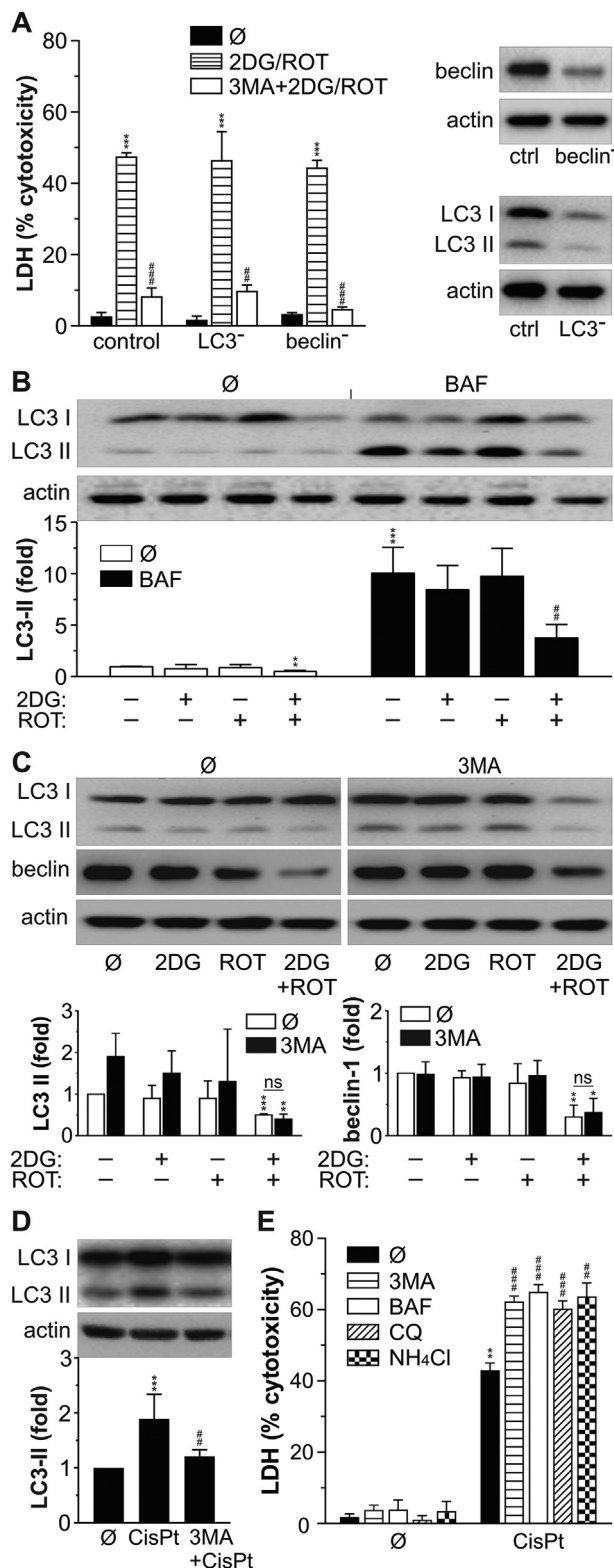 A
Ø
2DG/ROT
3MA+2DG/ROT
LDH (% cytotoxicity)
80
60
40
20
0
***
###
***
##
***
###
control LC3⁻ beclin⁻
beclin
actin
ctrl beclin⁻
LC3 I
LC3 II
actin
ctrl LC3⁻
B
Ø BAF
LC3 I
LC3 II
actin
LC3-II (fold)
15
10
5
0
Ø
BAF
**
***
##
2DG: – + – + – + – +
ROT: – – + + – – + +
C
Ø 3MA
LC3 I
LC3 II
beclin
actin
Ø 2DG ROT 2DG Ø 2DG ROT 2DG
+ROT +ROT
LC3 II (fold)
3
2
1
0
Ø
3MA
ns
*** **
2DG: – + – +
ROT: – – + +
beclin-1 (fold)
2
1
0
Ø
3MA
ns
** *
2DG: – + – +
ROT: – – + +
D
LC3 I
LC3 II
actin
LC3-II (fold)
3
2
1
0
***
##
Ø CisPt 3MA
+CisPt
E
LDH (% cytotoxicity)
80
60
40
20
0
Ø
3MA
BAF
CQ
NH₄Cl
** ### ### ### ##
Ø CisPt